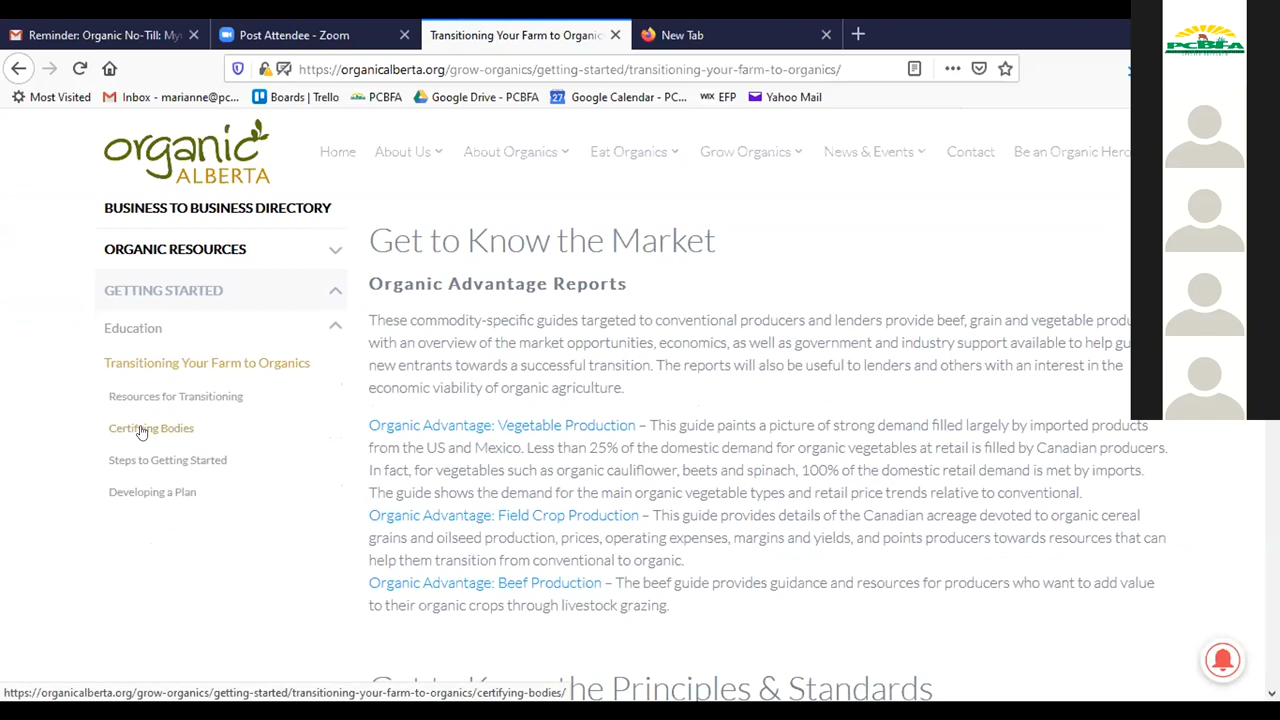 Reminder: Organic No-Till: My
Post Attendee - Zoom
Transitioning Your Farm to Organic
New Tab
https://organicalberta.org/grow-organics/getting-started/transitioning-your-farm-to-organics/
Most Visited
Inbox - marianne@pc...
Boards | Trello
PCBFA
Google Drive - PCBFA
Google Calendar - PC...
WIX EFP
Yahoo Mail
PCBFA
organic
ALBERTA
Home
About Us
About Organics
Eat Organics
Grow Organics
News & Events
Contact
Be an Organic Herc
BUSINESS TO BUSINESS DIRECTORY
ORGANIC RESOURCES
GETTING STARTED
Education
Transitioning Your Farm to Organics
Resources for Transitioning
Certifying Bodies
Steps to Getting Started
Developing a Plan
Get to Know the Market
Organic Advantage Reports
These commodity-specific guides targeted to conventional producers and lenders provide beef, grain and vegetable produ
with an overview of the market opportunities, economics, as well as government and industry support available to help gu
new entrants towards a successful transition. The reports will also be useful to lenders and others with an interest in the
economic viability of organic agriculture.
Organic Advantage: Vegetable Production – This guide paints a picture of strong demand filled largely by imported products
from the US and Mexico. Less than 25% of the domestic demand for organic vegetables at retail is filled by Canadian producers.
In fact, for vegetables such as organic cauliflower, beets and spinach, 100% of the domestic retail demand is met by imports.
The guide shows the demand for the main organic vegetable types and retail price trends relative to conventional.
Organic Advantage: Field Crop Production – This guide provides details of the Canadian acreage devoted to organic cereal
grains and oilseed production, prices, operating expenses, margins and yields, and points producers towards resources that can
help them transition from conventional to organic.
Organic Advantage: Beef Production – The beef guide provides guidance and resources for producers who want to add value
to their organic crops through livestock grazing.
the Principles & Standards
https://organicalberta.org/grow-organics/getting-started/transitioning-your-farm-to-organics/certifying-bodies/